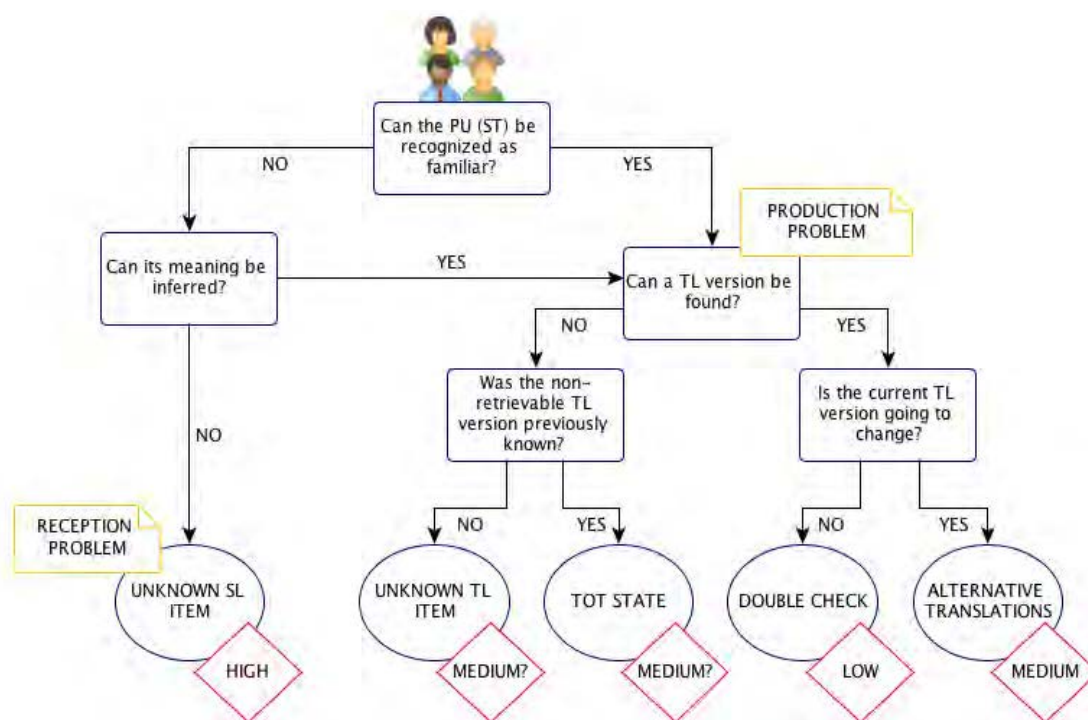 Can the PU (ST) be
recognized as
familiar?
NO
YES
PRODUCTION
PROBLEM
Can its meaning be
inferred?
YES
Can a TL version be
found?
NO
YES
Was the non-
retrievable TL
version previously
known?
Is the current TL
version going to
change?
NO
RECEPTION
PROBLEM
NO
YES
NO
YES
UNKNOWN SL
ITEM
UNKNOWN TL
ITEM
TOT STATE
DOUBLE CHECK
ALTERNATIVE
TRANSLATIONS
HIGH
MEDIUM?
MEDIUM?
LOW
MEDIUM